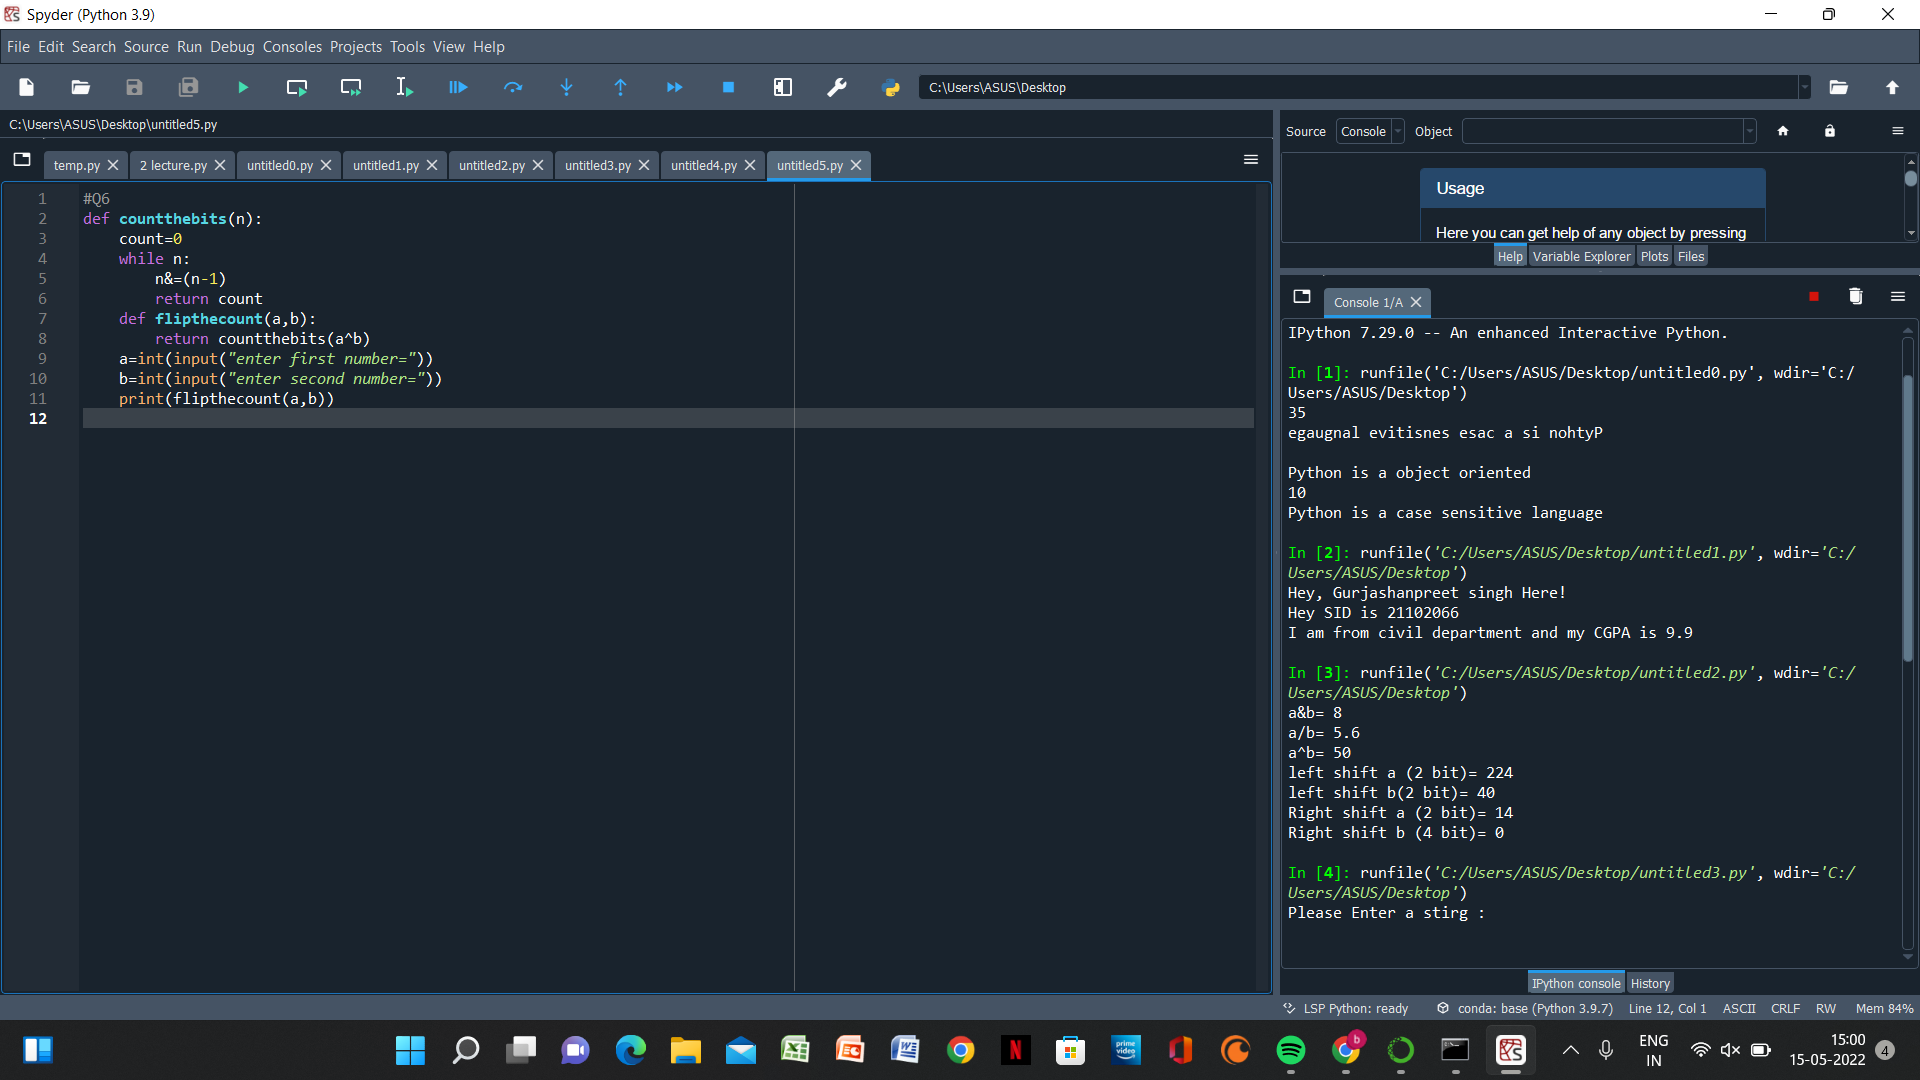 Spyder (Python 3.9)
File Edit Search Source Run Debug Consoles Projects Tools View Help
C:\Users\ASUS\Desktop
C:\Users\ASUS\Desktop\untitled5.py
temp.py 2 lecture.py untitled0.py untitled1.py untitled2.py untitled3.py untitled4.py untitled5.py
1 #Q6
2 def countthebits(n):
3     count=0
4     while n:
5         n&=(n-1)
6         return count
7     def flipthecount(a,b):
8         return countthebits(a^b)
9     a=int(input("enter first number="))
10     b=int(input("enter second number="))
11     print(flipthecount(a,b))
12
Source Console Object
Usage
Here you can get help of any object by pressing
Help Variable Explorer Plots Files
Console 1/A
IPython 7.29.0 -- An enhanced Interactive Python.
In [1]: runfile('C:/Users/ASUS/Desktop/untitled0.py', wdir='C:/
Users/ASUS/Desktop')
35
egaugnal evitisnes esac a si nohtyP
Python is a object oriented
10
Python is a case sensitive language
In [2]: runfile('C:/Users/ASUS/Desktop/untitled1.py', wdir='C:/
Users/ASUS/Desktop')
Hey, Gurjashanpreet singh Here!
Hey SID is 21102066
I am from civil department and my CGPA is 9.9
In [3]: runfile('C:/Users/ASUS/Desktop/untitled2.py', wdir='C:/
Users/ASUS/Desktop')
a&b= 8
a/b= 5.6
a^b= 50
left shift a (2 bit)= 224
left shift b(2 bit)= 40
Right shift a (2 bit)= 14
Right shift b (4 bit)= 0
In [4]: runfile('C:/Users/ASUS/Desktop/untitled3.py', wdir='C:/
Users/ASUS/Desktop')
Please Enter a stirg :
IPython console History
LSP Python: ready conda: base (Python 3.9.7) Line 12, Col 1 ASCII CRLF RW Mem 84%
prime video
b
ENG
IN
15:00
15-05-2022
4